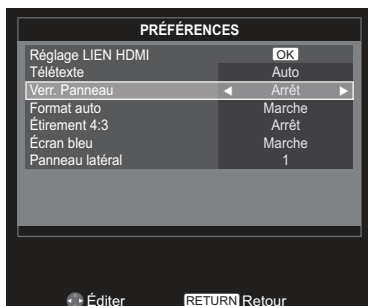 PRÉFÉRENCES
Réglage LIEN HDMI OK
Télétexte Auto
Verr. Panneau Arrêt
Format auto Marche
Étirement 4:3 Arrêt
Écran bleu Marche
Panneau latéral 1
Éditer RETURN Retour